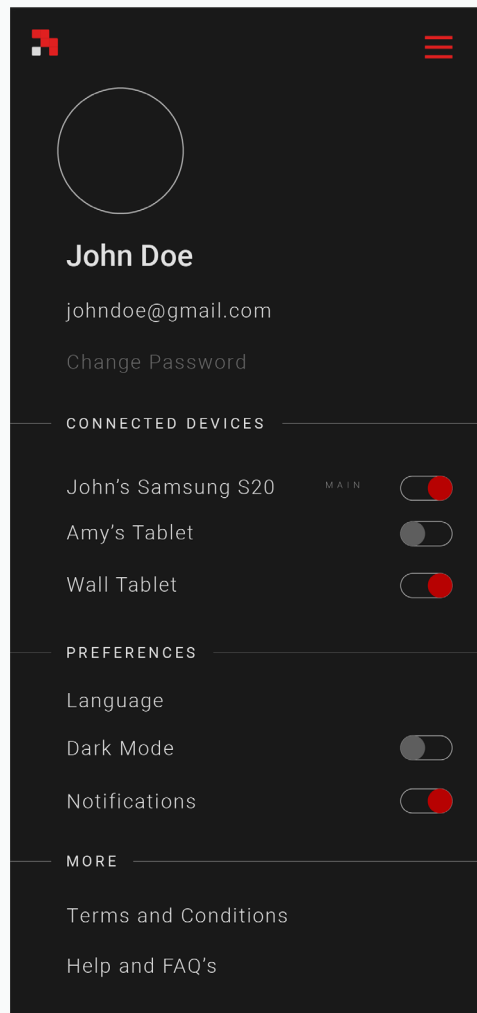 John Doe
johndoe@gmail.com
Change Password
CONNECTED DEVICES
John's Samsung S20 MAIN
Amy's Tablet
Wall Tablet
PREFERENCES
Language
Dark Mode
Notifications
MORE
Terms and Conditions
Help and FAQ's